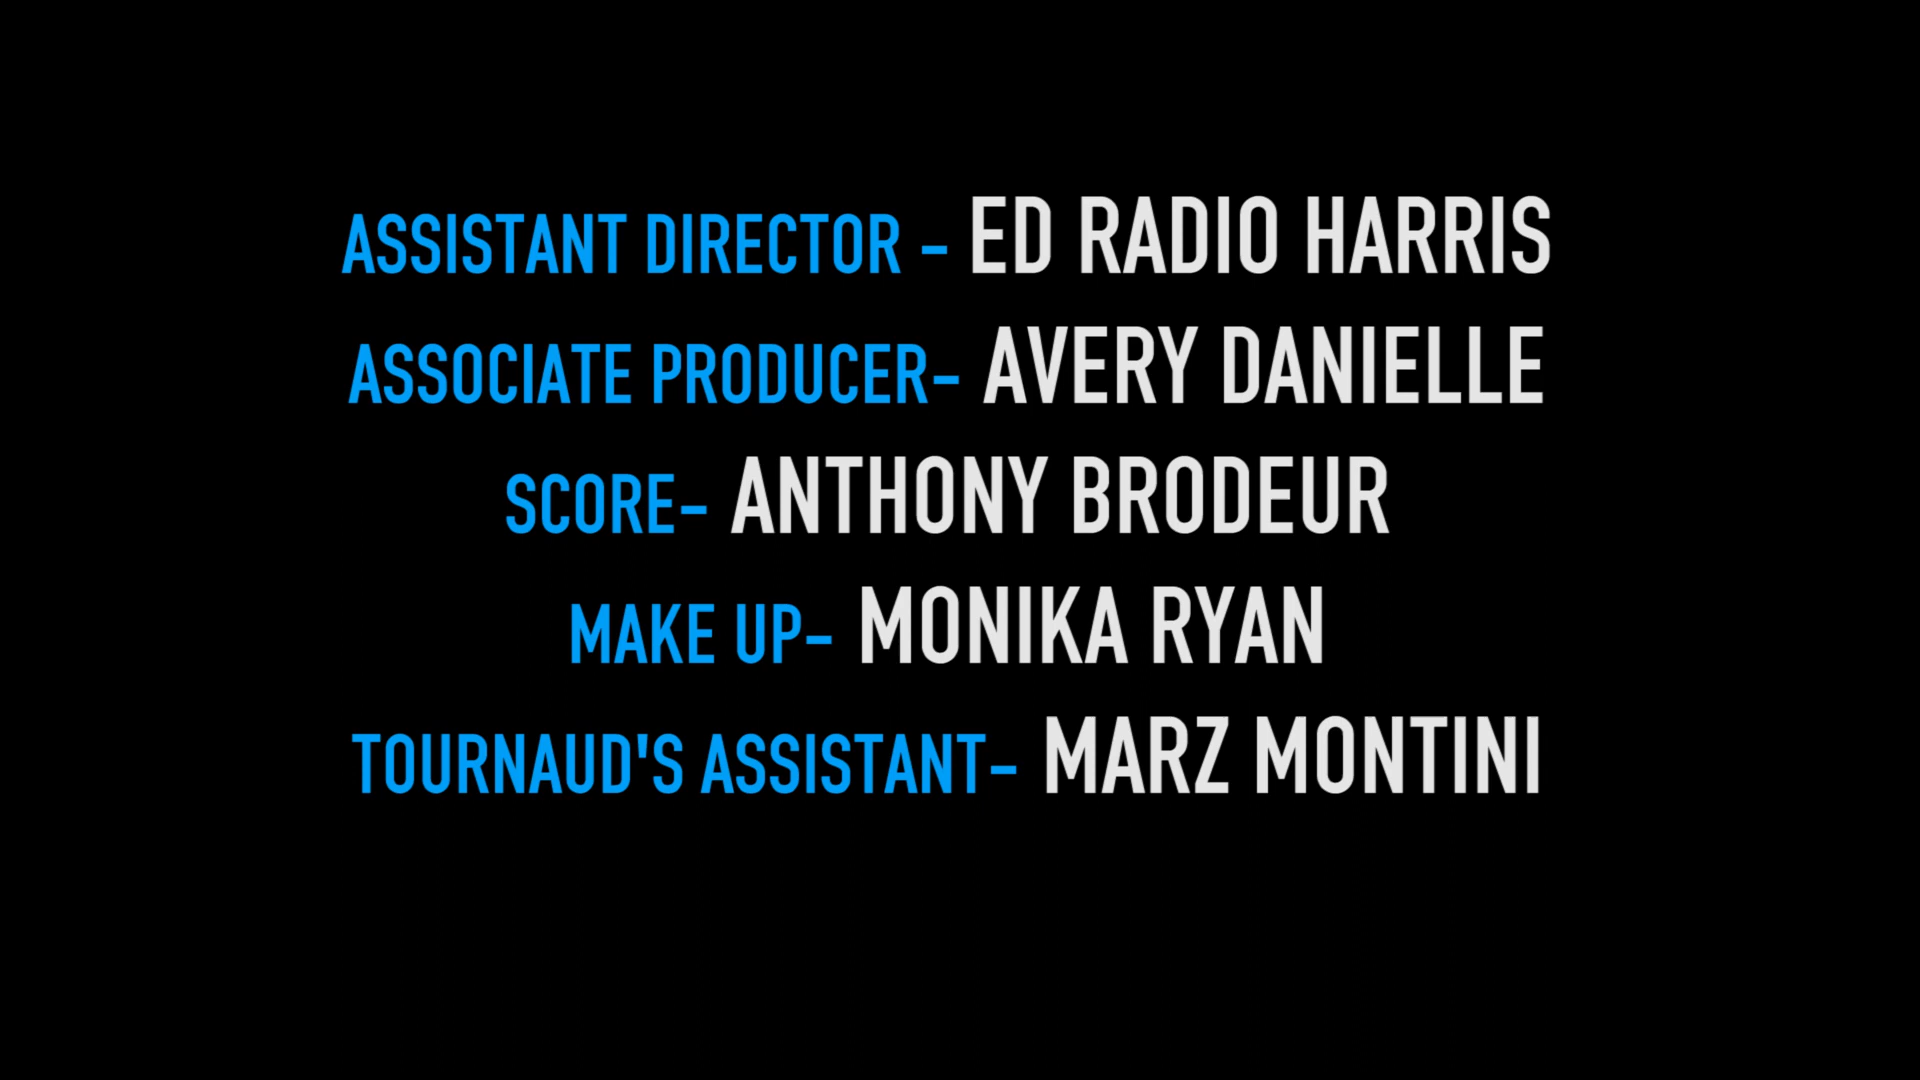 ASSISTANT DIRECTOR - ED RADIO HARRIS
ASSOCIATE PRODUCER- AVERY DANIELLE
SCORE- ANTHONY BRODEUR
MAKE UP- MONIKA RYAN
TOURNAUD'S ASSISTANT- MARZ MONTINI